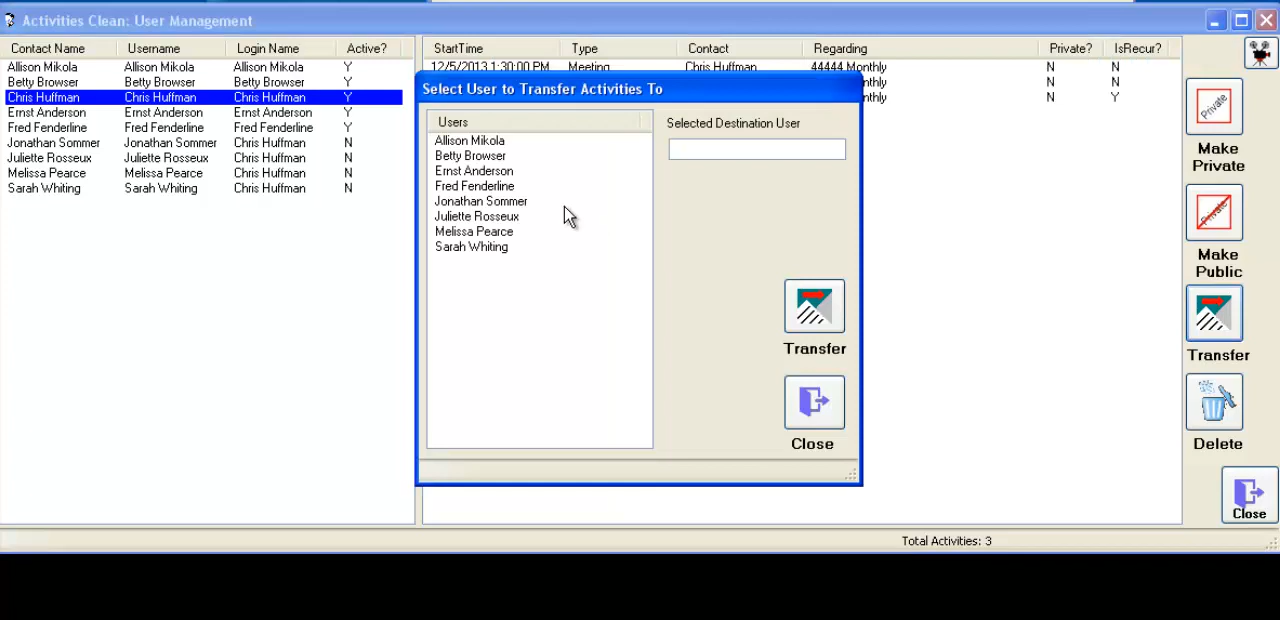 Activities Clean: User Management
Contact Name Username Login Name Active?
Allison Mikola Allison Mikola Allison Mikola Y
Betty Browser Betty Browser Betty Browser Y
Chris Huffman Chris Huffman Chris Huffman Y
Ernst Anderson Ernst Anderson Ernst Anderson Y
Fred Fenderline Fred Fenderline Fred Fenderline Y
Jonathan Sommer Jonathan Sommer Chris Huffman N
Juliette Rosseux Juliette Rosseux Chris Huffman N
Melissa Pearce Melissa Pearce Chris Huffman N
Sarah Whiting Sarah Whiting Chris Huffman N
StartTime Type Contact Regarding Private? IsRecur?
12/5/2013 1:30:00 PM Meeting Chris Huffman 44444 Monthly N N
nthly N N
nthly N Y
Select User to Transfer Activities To
Users
Allison Mikola
Betty Browser
Ernst Anderson
Fred Fenderline
Jonathan Sommer
Juliette Rosseux
Melissa Pearce
Sarah Whiting
Selected Destination User
Transfer
Close
Private
Make
Private
Private
Make
Public
Transfer
Delete
Close
Total Activities: 3